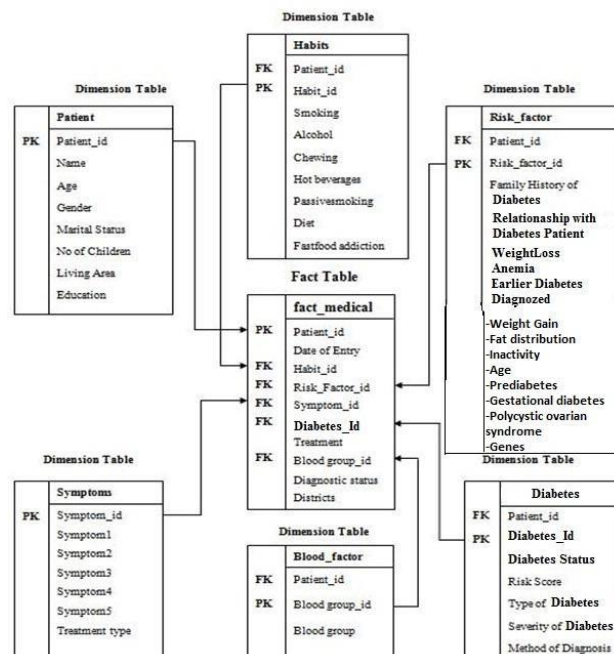 Dimension Table
Habits
FK Patient_id
PK Habit_id
Smoking
Alcohol
Chewing
Hot beverages
Passivesmoking
Diet
Fastfood addiction
Dimension Table
Patient
PK Patient_id
Name
Age
Gender
Marital Status
No of Children
Living Area
Education
Dimension Table
Risk_factor
FK Patient_id
PK Risk_factor_id
Family History of
Diabetes
Relationaship with
Diabetes Patient
WeightLoss
Anemia
Earlier Diabetes
Diagnozed
-Weight Gain
-Fat distribution
-Inactivity
-Age
-Prediabetes
-Gestational diabetes
-Polycystic ovarian
syndrome
-Genes
Fact Table
fact_medical
PK Patient_id
Date of Entry
FK Habit_id
FK Risk_Factor_id
FK Symptom_id
FK Diabetes_Id
Treatment
FK Blood group_id
Diagnostic status
Districts
Dimension Table
Symptoms
PK Symptom_id
Symptom1
Symptom2
Symptom3
Symptom4
Symptom5
Treatment type
Dimension Table
Blood_factor
FK Patient_id
PK Blood group_id
Blood group
Dimension Table
Diabetes
FK Patient_id
PK Diabetes_Id
Diabetes Status
Risk Score
Type of Diabetes
Severity of Diabetes
Method of Diagnosis